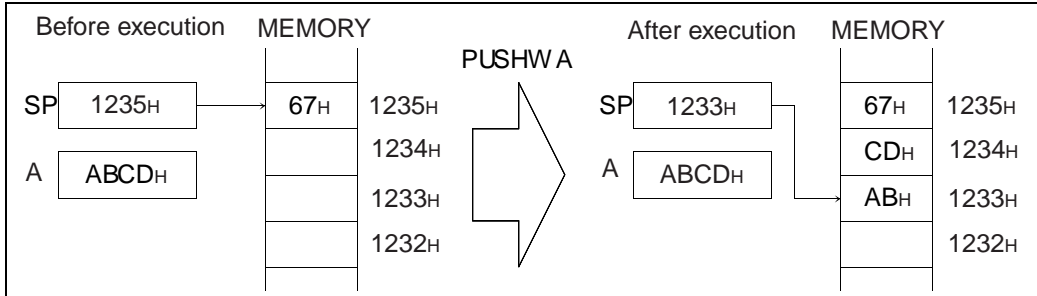 Before execution MEMORY
PUSHW A
After execution MEMORY
SP 1235H 67H 1235H
1234H
A ABCDH
1233H
1232H
SP 1233H 67H 1235H
CDH 1234H
A ABCDH
ABH 1233H
1232H